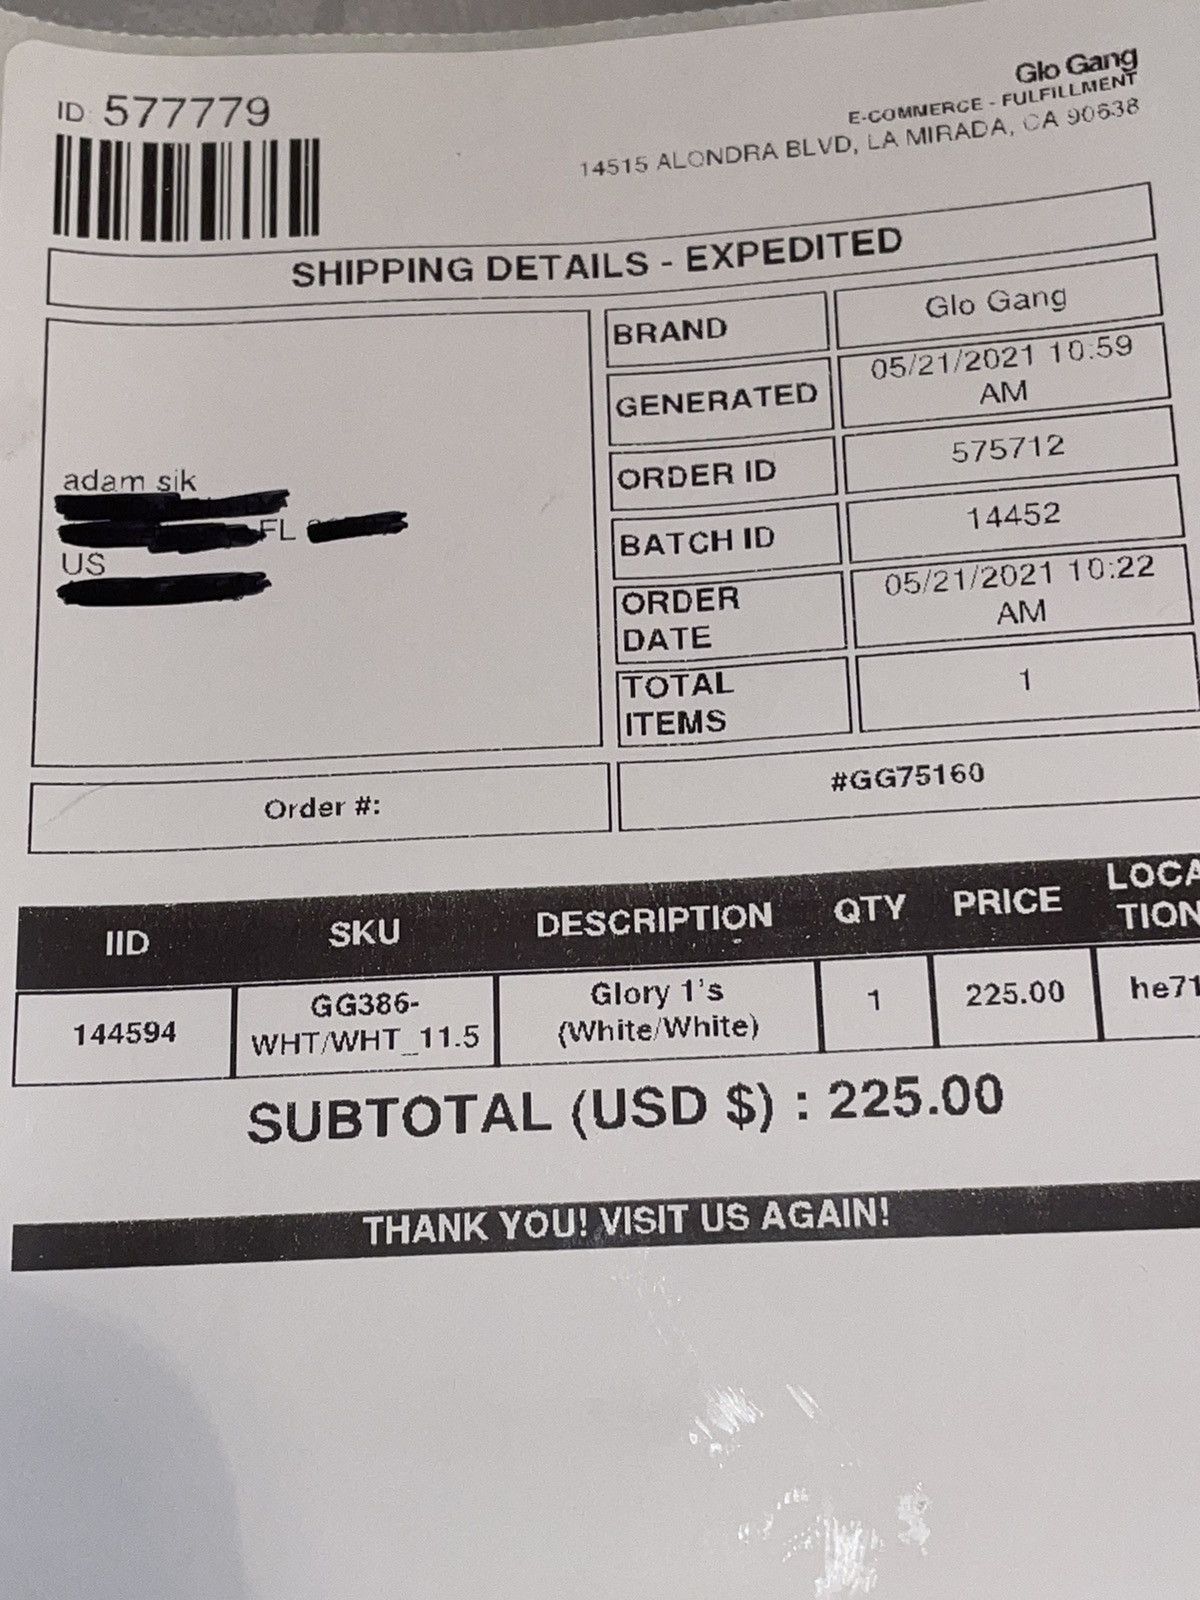 ID: 577779
Glo Gang
E-COMMERCE - FULFILLMENT
14515 ALONDRA BLVD, LA MIRADA, CA 90638
SHIPPING DETAILS - EXPEDITED
adam sik
FL
US
BRAND
Glo Gang
GENERATED
05/21/2021 10:59
AM
ORDER ID
575712
BATCH ID
14452
ORDER
DATE
05/21/2021 10:22
AM
TOTAL
ITEMS
1
Order #:
#GG75160
IID
SKU
DESCRIPTION
QTY
PRICE
LOCA
TION
144594
GG386-
WHT/WHT_11.5
Glory 1's
(White/White)
1
225.00
he71
SUBTOTAL (USD $) : 225.00
THANK YOU! VISIT US AGAIN!